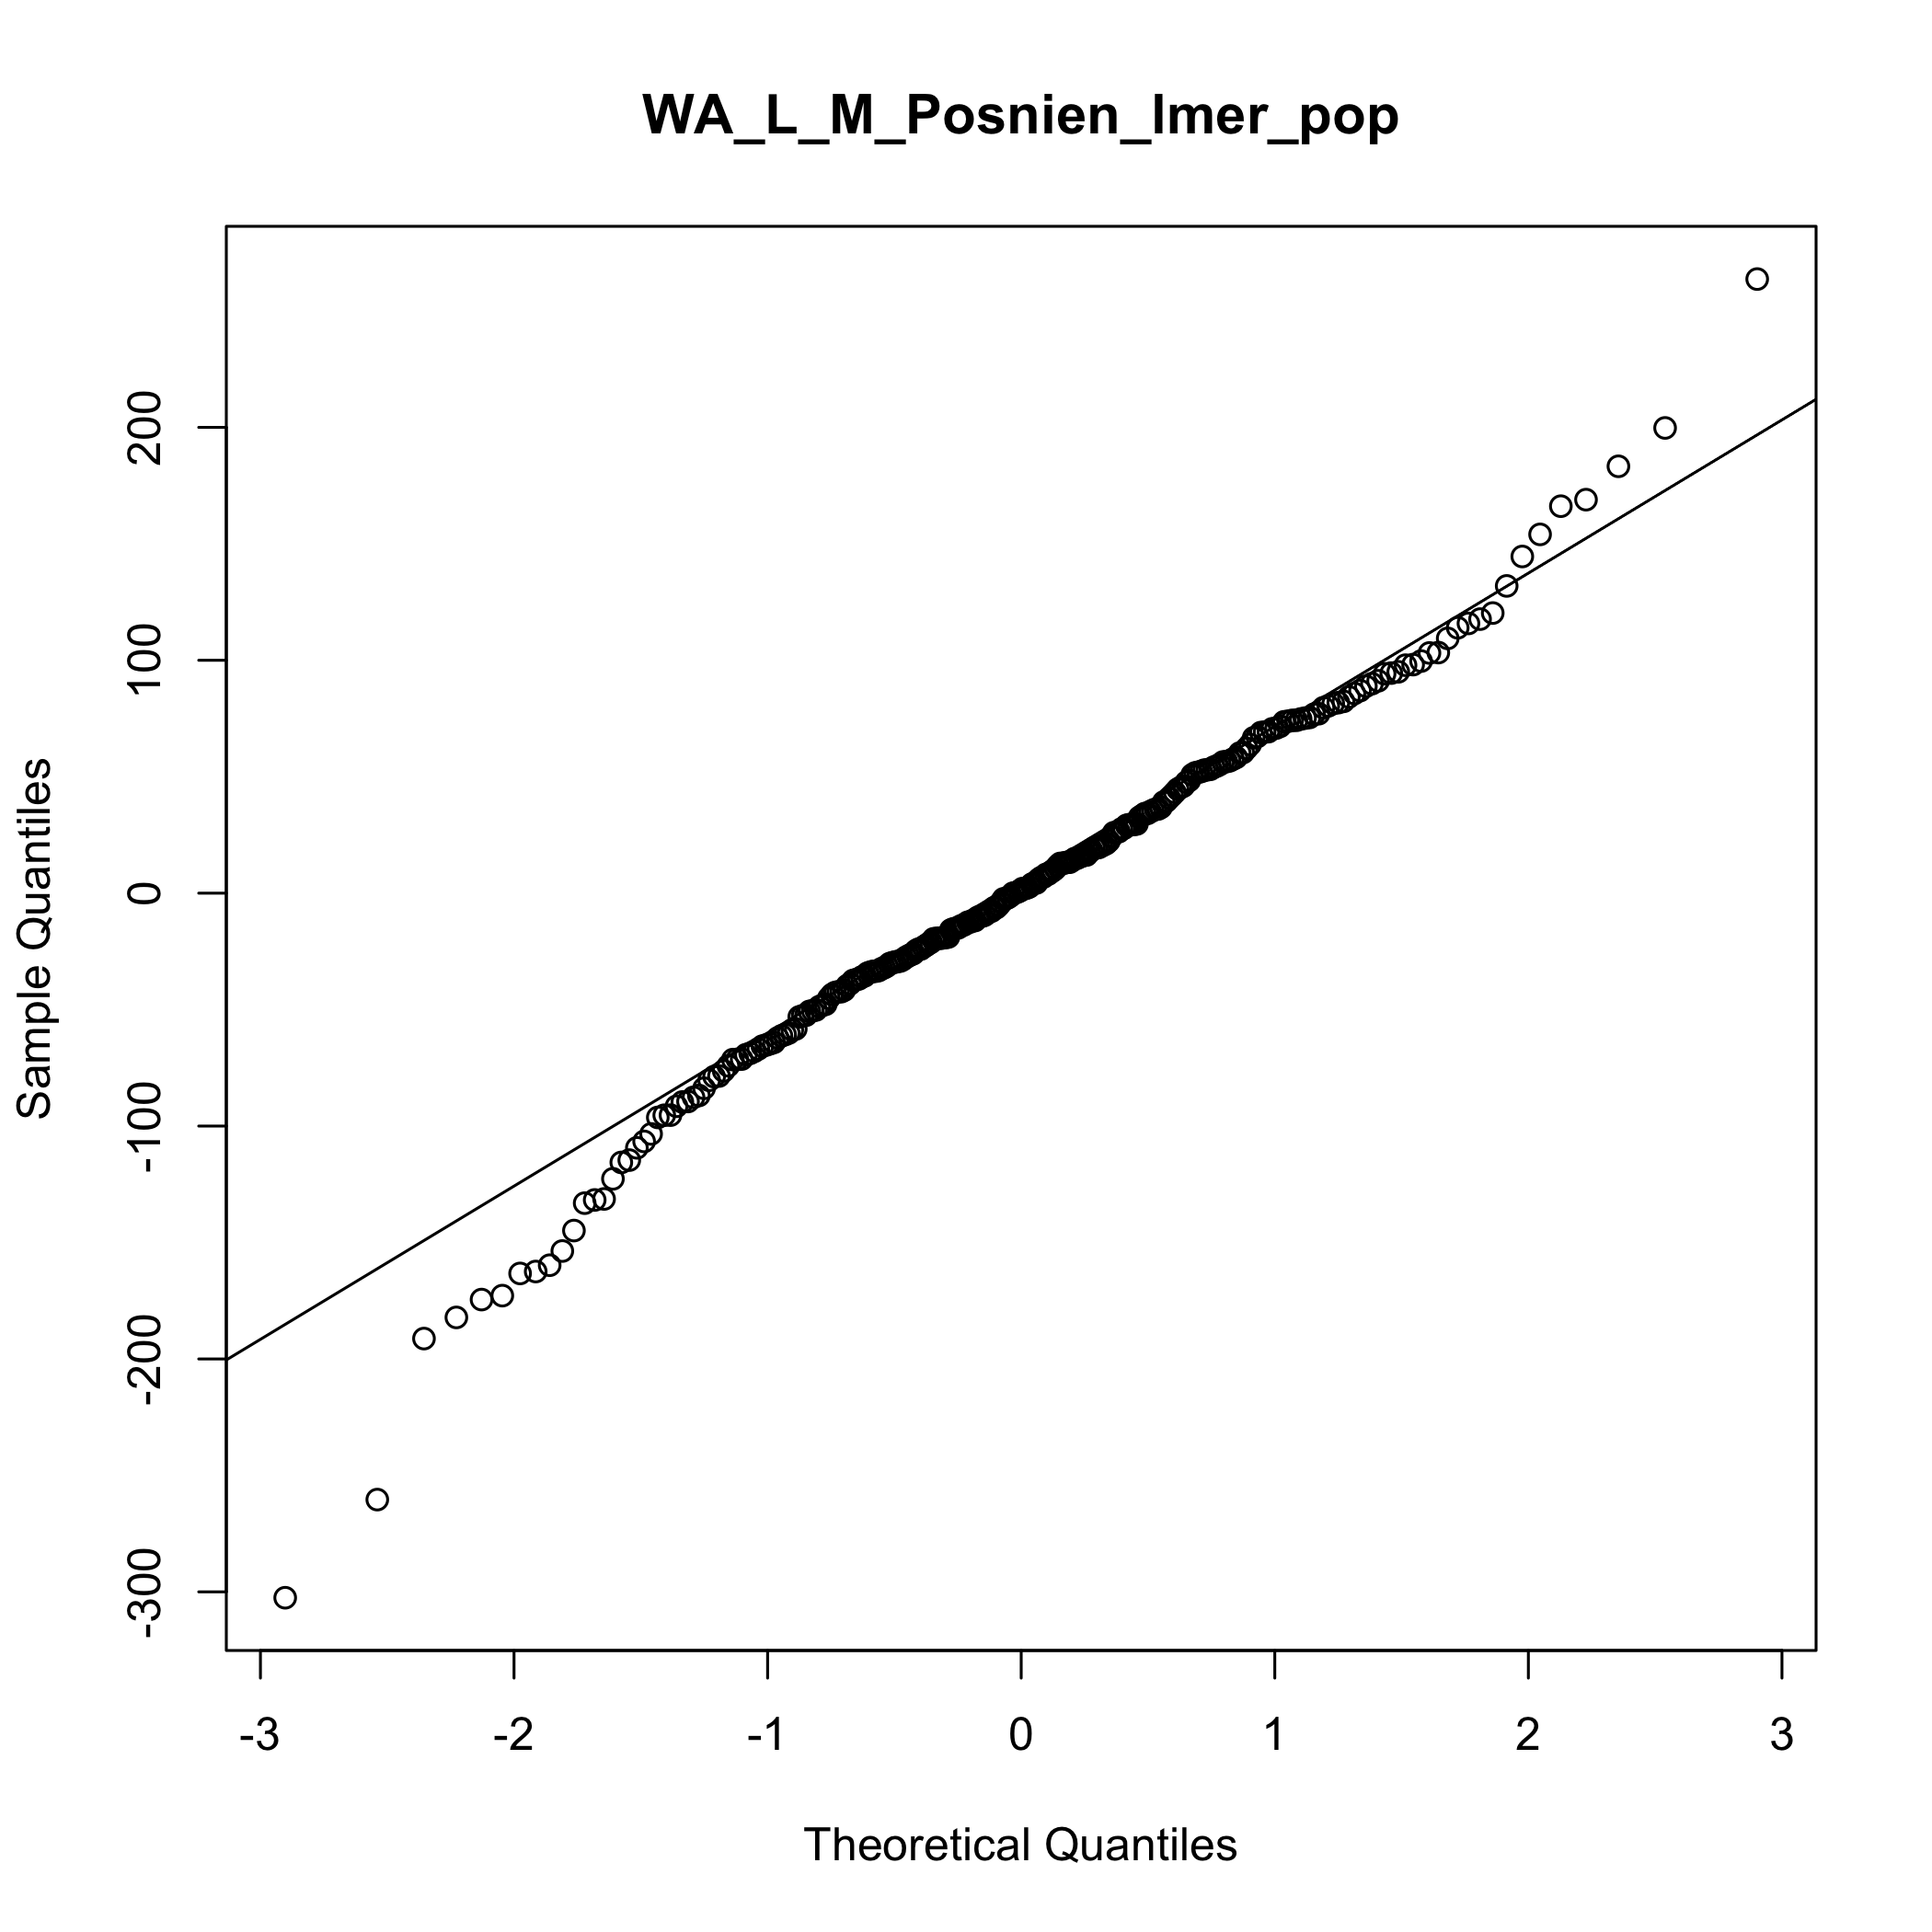 WA_L_M_Posnien_lmer_pop
200
100
0
-100
-200
-300
Sample Quantiles
-3 -2 -1 0 1 2 3
Theoretical Quantiles